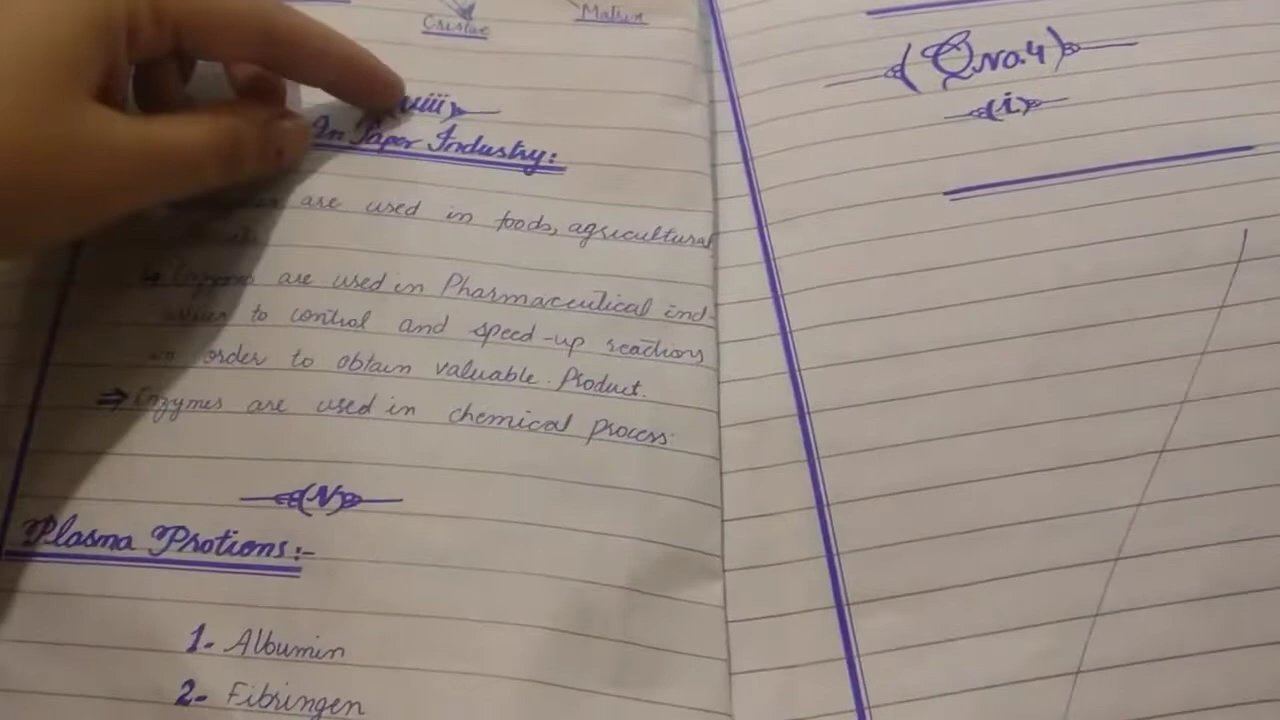 Cristae
Matrix
(viii)
In Paper Industry:
are used in foods, agricultural
Enzymes are used in Pharmaceutical ind-
to control and speed-up reactions
order to obtain valuable. Product.
⇒ Enzymes are used in chemical process.
(V)
Plasma Protions:-
1- Albumin
2- Fibringen
(Q No.4)
(i)